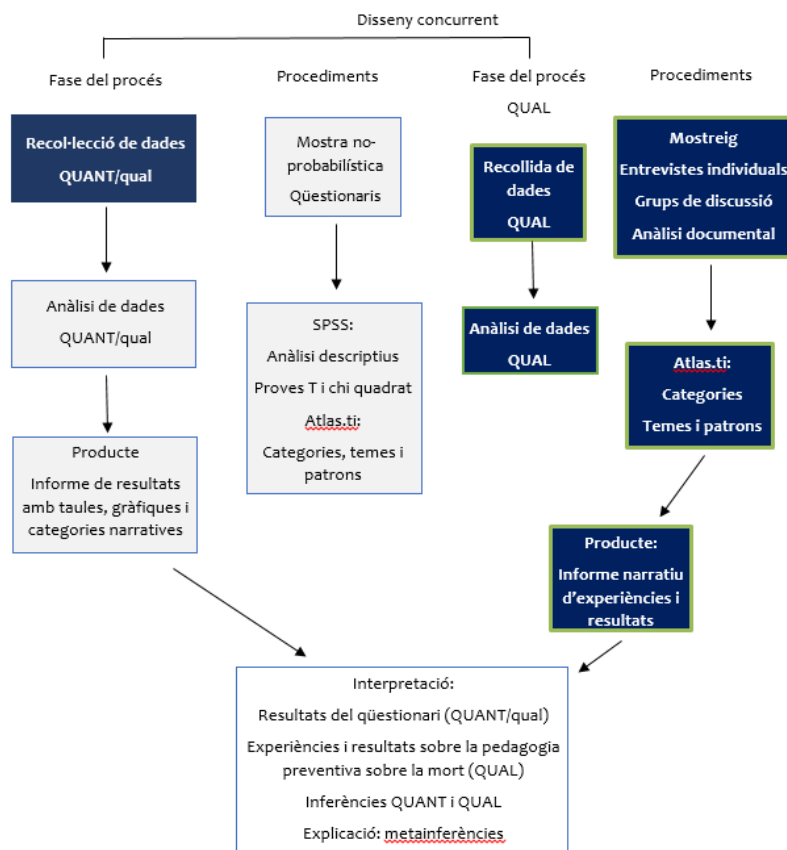 Disseny concurrent
Fase del procés
Procediments
Fase del procés
QUAL
Procediments
Recol·lecció de dades
QUANT/qual
Mostra no-
probabilística
Qüestionaris
Recollida de
dades
QUAL
Mostreig
Entrevistes individuals
Grups de discussió
Anàlisi documental
Anàlisi de dades
QUANT/qual
SPSS:
Anàlisi descriptius
Proves T i chi quadrat
Atlas.ti:
Categories, temes i
patrons
Anàlisi de dades
QUAL
Atlas.ti:
Categories
Temes i patrons
Producte
Informe de resultats
amb taules, gràfiques i
categories narratives
Producte:
Informe narratiu
d’experiències i
resultats
Interpretació:
Resultats del qüestionari (QUANT/qual)
Experiències i resultats sobre la pedagogia
preventiva sobre la mort (QUAL)
Inferències QUANT i QUAL
Explicació: metainferències